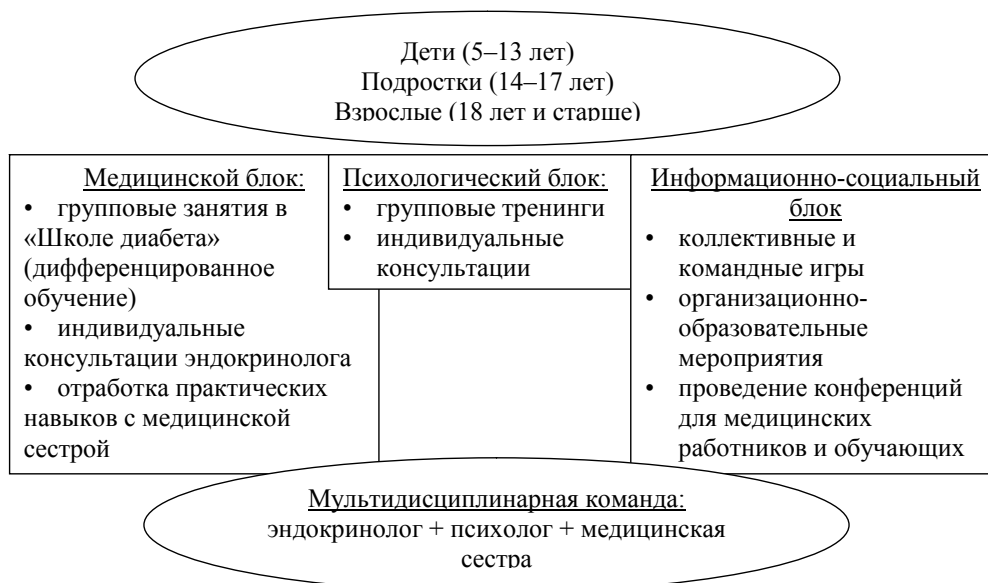 Дети (5–13 лет)
Подростки (14–17 лет)
Взрослые (18 лет и старше)
Медицинской блок:
• групповые занятия в
«Школе диабета»
(дифференцированное
обучение)
• индивидуальные
консультации эндокринолога
• отработка практических
навыков с медицинской
сестрой
Психологический блок:
• групповые тренинги
• индивидуальные
консультации
Информационно-социальный
блок
• коллективные и
командные игры
• организационно-
образовательные
мероприятия
• проведение конференций
для медицинских
работников и обучающих
Мультидисциплинарная команда:
эндокринолог + психолог + медицинская
сестра